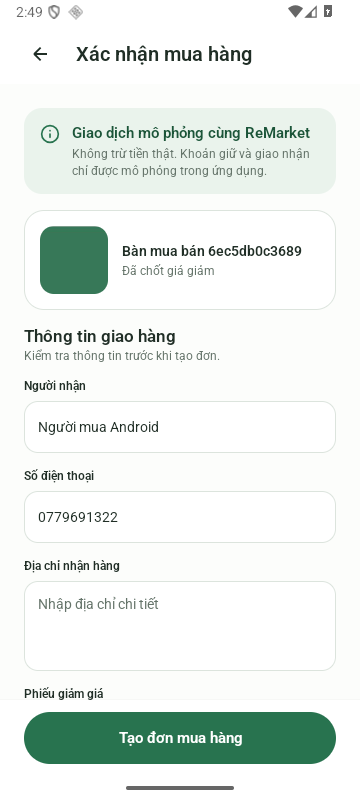 2:49
Xác nhận mua hàng
Giao dịch mô phỏng cùng ReMarket
Không trừ tiền thật. Khoản giữ và giao nhận
chỉ được mô phỏng trong ứng dụng.
Bàn mua bán 6ec5db0c3689
Đã chốt giá giảm
Thông tin giao hàng
Kiểm tra thông tin trước khi tạo đơn.
Người nhận
Người mua Android
Số điện thoại
0779691322
Địa chỉ nhận hàng
Nhập địa chỉ chi tiết
Phiếu giảm giá
Tạo đơn mua hàng